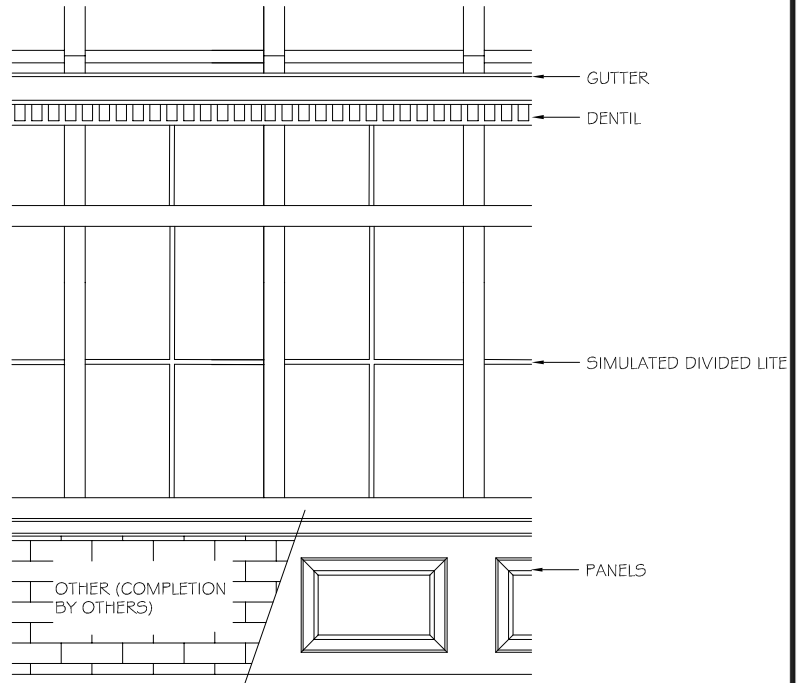 GUTTER
DENTIL
SIMULATED DIVIDED LITE
PANELS
OTHER (COMPLETION
BY OTHERS)